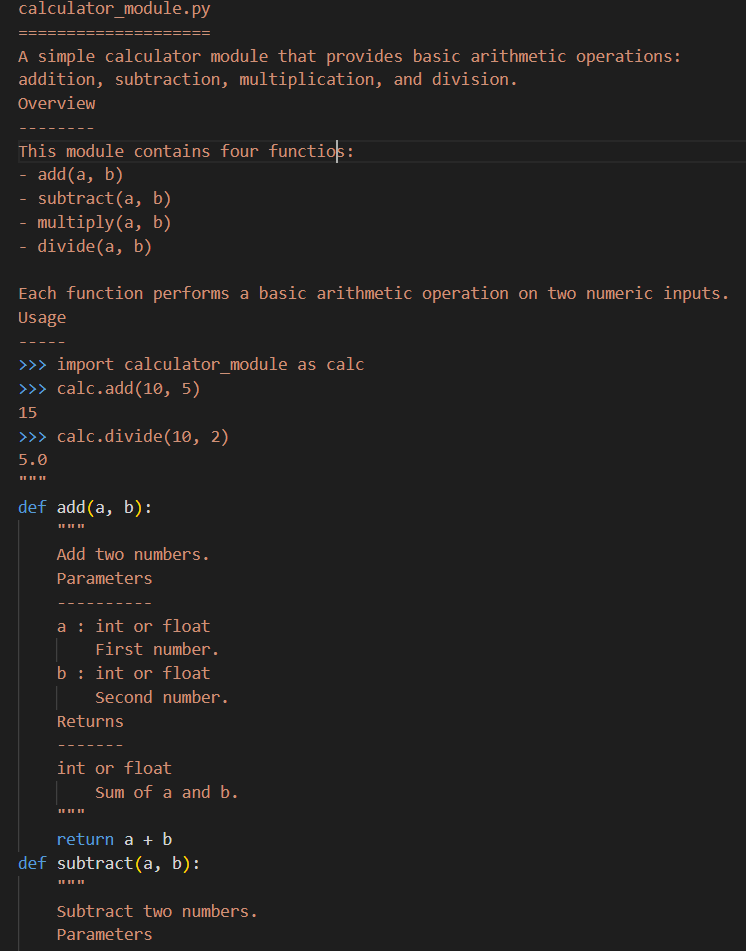 calculator_module.py
====================
A simple calculator module that provides basic arithmetic operations:
addition, subtraction, multiplication, and division.
Overview
--------
This module contains four functios:
- add(a, b)
- subtract(a, b)
- multiply(a, b)
- divide(a, b)

Each function performs a basic arithmetic operation on two numeric inputs.
Usage
-----
>>> import calculator_module as calc
>>> calc.add(10, 5)
15
>>> calc.divide(10, 2)
5.0
"""
def add(a, b):
    """
    Add two numbers.
    Parameters
    ----------
    a : int or float
        First number.
    b : int or float
        Second number.
    Returns
    -------
    int or float
        Sum of a and b.
    """
    return a + b
def subtract(a, b):
    """
    Subtract two numbers.
    Parameters